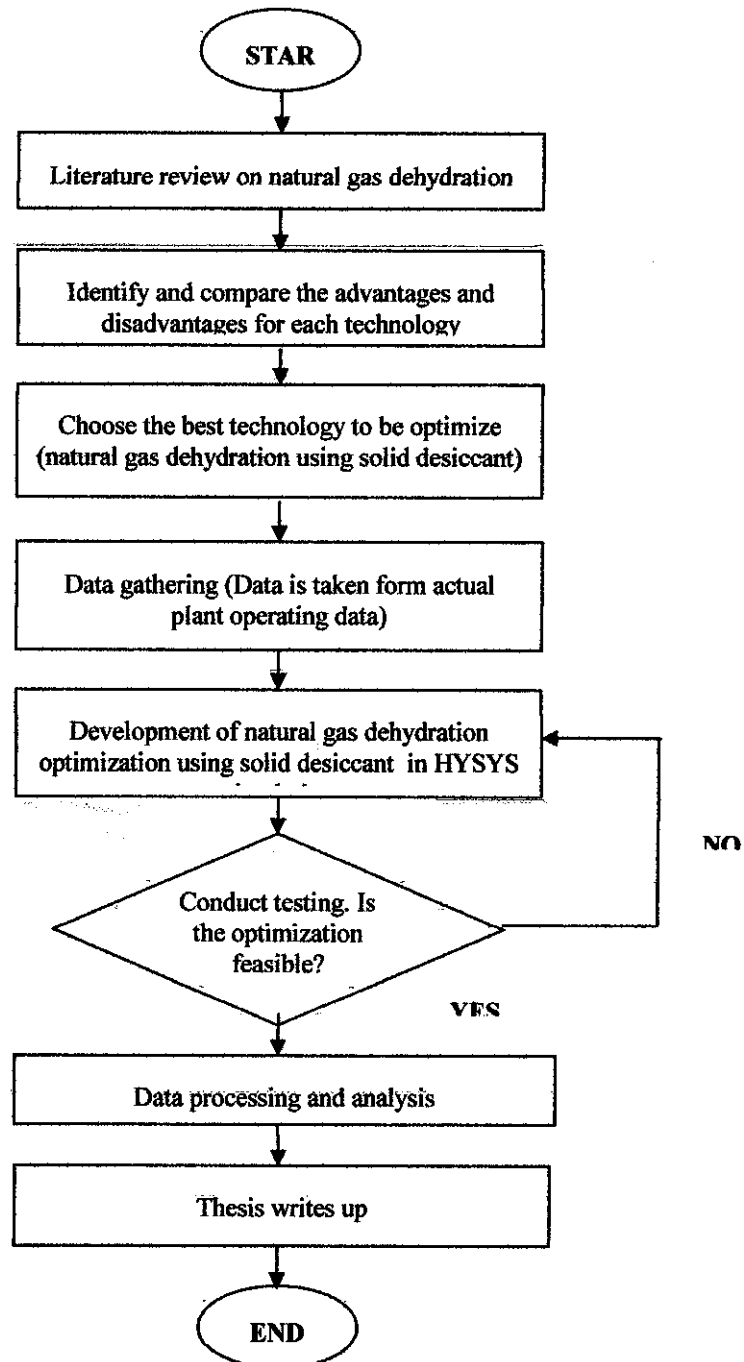 STAR
Literature review on natural gas dehydration
Identify and compare the advantages and
disadvantages for each technology
Choose the best technology to be optimize
(natural gas dehydration using solid desiccant)
Data gathering (Data is taken form actual
plant operating data)
Development of natural gas dehydration
optimization using solid desiccant in HYSYS
NO
Conduct testing. Is
the optimization
feasible?
YES
Data processing and analysis
Thesis writes up
END